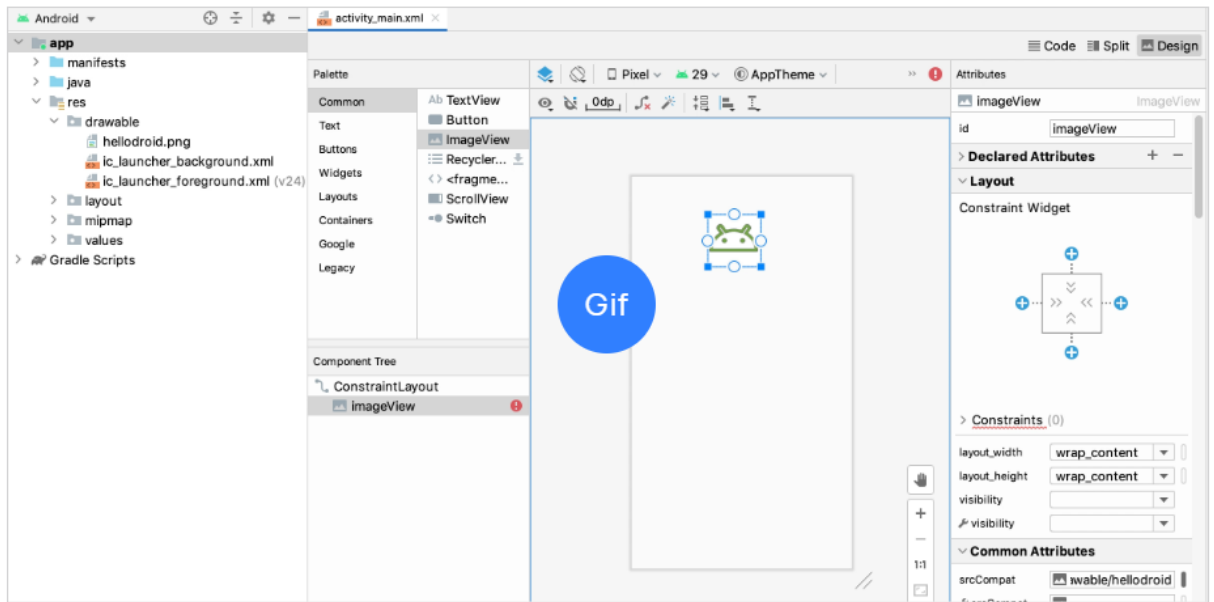 Android
app
manifests
java
res
drawable
hellodroid.png
ic_launcher_background.xml
ic_launcher_foreground.xml (v24)
layout
mipmap
values
Gradle Scripts
activity_main.xml
Code Split Design
Palette
Common
Text
Buttons
Widgets
Layouts
Containers
Google
Legacy
Ab TextView
Button
ImageView
Recycler...
<> <fragme...
ScrollView
Switch
Component Tree
ConstraintLayout
imageView
Pixel 29 AppTheme
0dp
Gif
1:1
Attributes
imageView ImageView
id imageView
Declared Attributes
Layout
Constraint Widget
Constraints (0)
layout_width wrap_content
layout_height wrap_content
visibility
visibility
Common Attributes
srcCompat wable/hellodroid